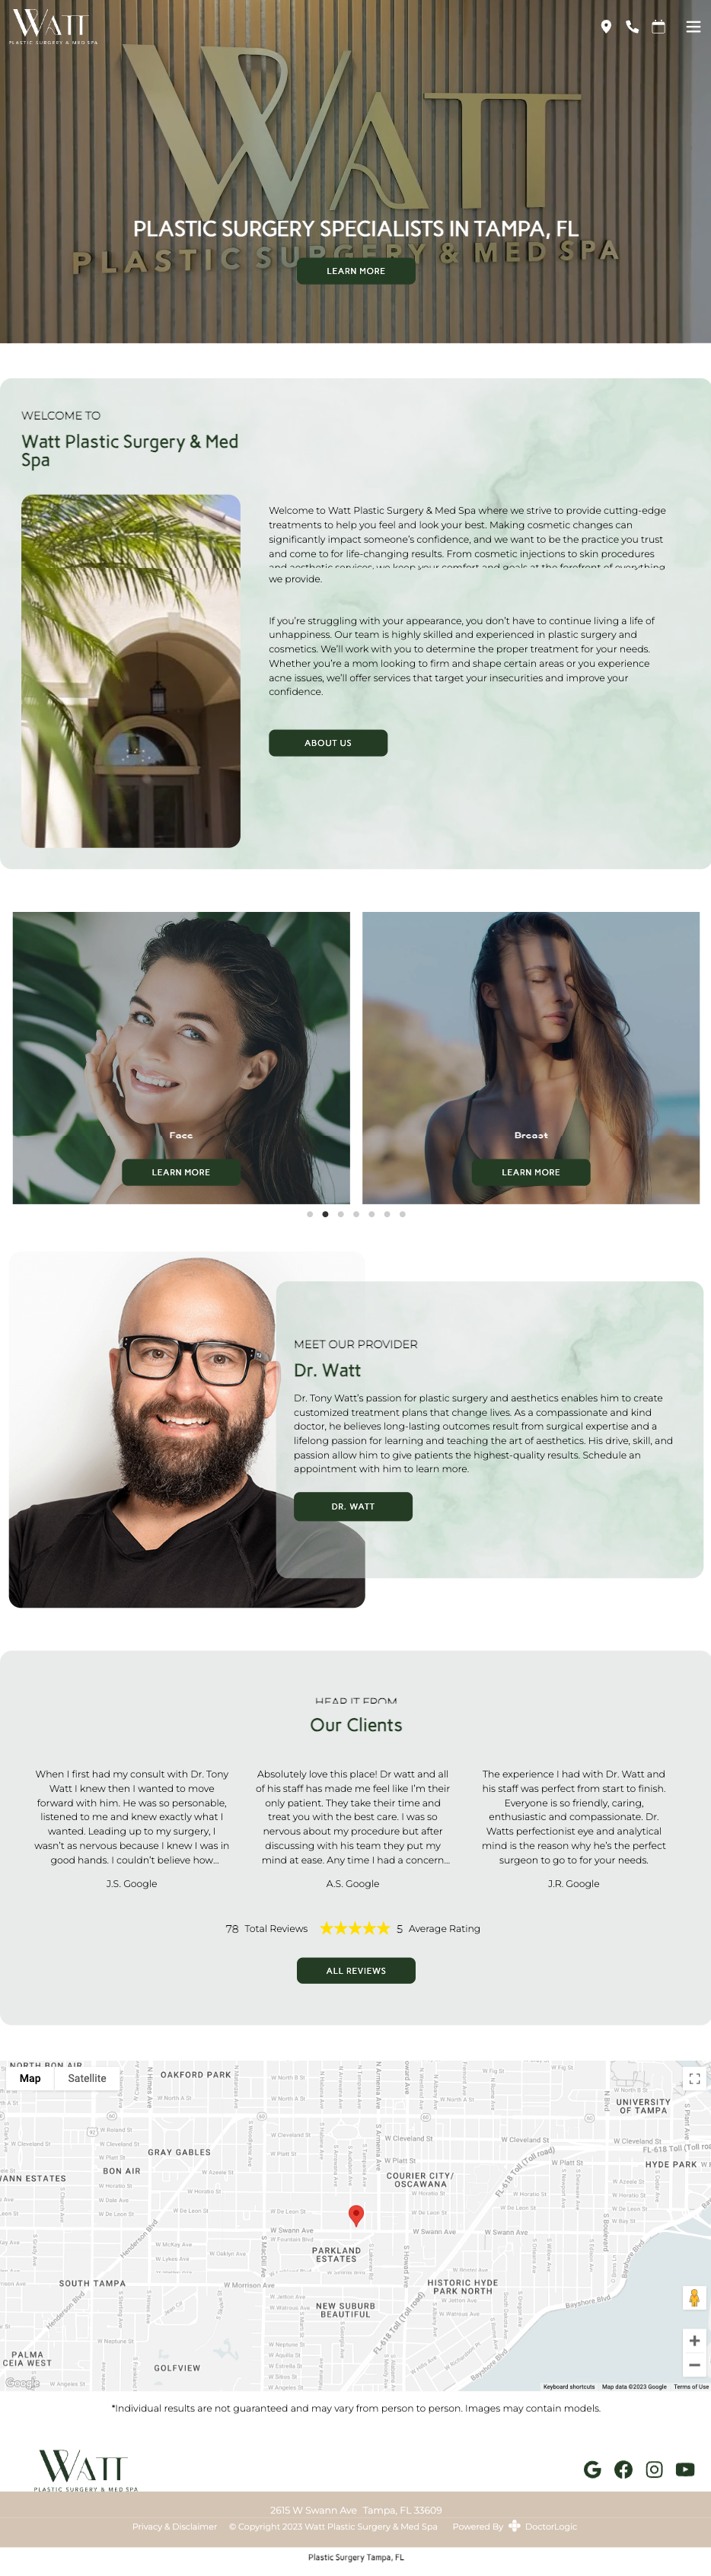 WATT
PLASTIC SURGERY & MED SPA
WATT
PLASTIC SURGERY & MED SPA
PLASTIC SURGERY SPECIALISTS IN TAMPA, FL
LEARN MORE
WELCOME TO
Watt Plastic Surgery & Med
Spa
Welcome to Watt Plastic Surgery & Med Spa where we strive to provide cutting-edge
treatments to help you feel and look your best. Making cosmetic changes can
significantly impact someone's confidence, and we want to be the practice you trust
and come to for life-changing results. From cosmetic injections to skin procedures
and aesthetic services, we keep your comfort and goals at the forefront of everything
we provide.
If you're struggling with your appearance, you don't have to continue living a life of
unhappiness. Our team is highly skilled and experienced in plastic surgery and
cosmetics. We'll work with you to determine the proper treatment for your needs.
Whether you're a mom looking to firm and shape certain areas or you experience
acne issues, we'll offer services that target your insecurities and improve your
confidence.
ABOUT US
Face
LEARN MORE
Breast
LEARN MORE
MEET OUR PROVIDER
Dr. Watt
Dr. Tony Watt's passion for plastic surgery and aesthetics enables him to create
customized treatment plans that change lives. As a compassionate and kind
doctor, he believes long-lasting outcomes result from surgical expertise and a
lifelong passion for learning and teaching the art of aesthetics. His drive, skill, and
passion allow him to give patients the highest-quality results. Schedule an
appointment with him to learn more.
DR. WATT
HEAR IT FROM
Our Clients
When I first had my consult with Dr. Tony
Watt I knew then I wanted to move
forward with him. He was so personable,
listened to me and knew exactly what I
wanted. Leading up to my surgery, I
wasn't as nervous because I knew I was in
good hands. I couldn't believe how...
J.S. Google
Absolutely love this place! Dr watt and all
of his staff has made me feel like I'm their
only patient. They take their time and
treat you with the best care. I was so
nervous about my procedure but after
discussing with his team they put my
mind at ease. Any time I had a concern...
A.S. Google
The experience I had with Dr. Watt and
his staff was perfect from start to finish.
Everyone is so friendly, caring,
enthusiastic and compassionate. Dr.
Watts perfectionist eye and analytical
mind is the reason why he's the perfect
surgeon to go to for your needs.
J.R. Google
78 Total Reviews 5 Average Rating
ALL REVIEWS
NORTH BON AIR
Map Satellite
OAKFORD PARK
UNIVERSITY
OF TAMPA
GRAY GABLES
HYDE PARK
BON AIR
COURIER CITY/
OSCAWANA
PARKLAND
ESTATES
SOUTH TAMPA
HISTORIC HYDE
PARK NORTH
NEW SUBURB
BEAUTIFUL
PALMA
CEIA WEST
GOLFVIEW
Google
Keyboard shortcuts Map data ©2023 Google Terms of Use
*Individual results are not guaranteed and may vary from person to person. Images may contain models.
WATT
PLASTIC SURGERY & MED SPA
2615 W Swann Ave Tampa, FL 33609
Privacy & Disclaimer © Copyright 2023 Watt Plastic Surgery & Med Spa Powered By DoctorLogic
Plastic Surgery Tampa, FL